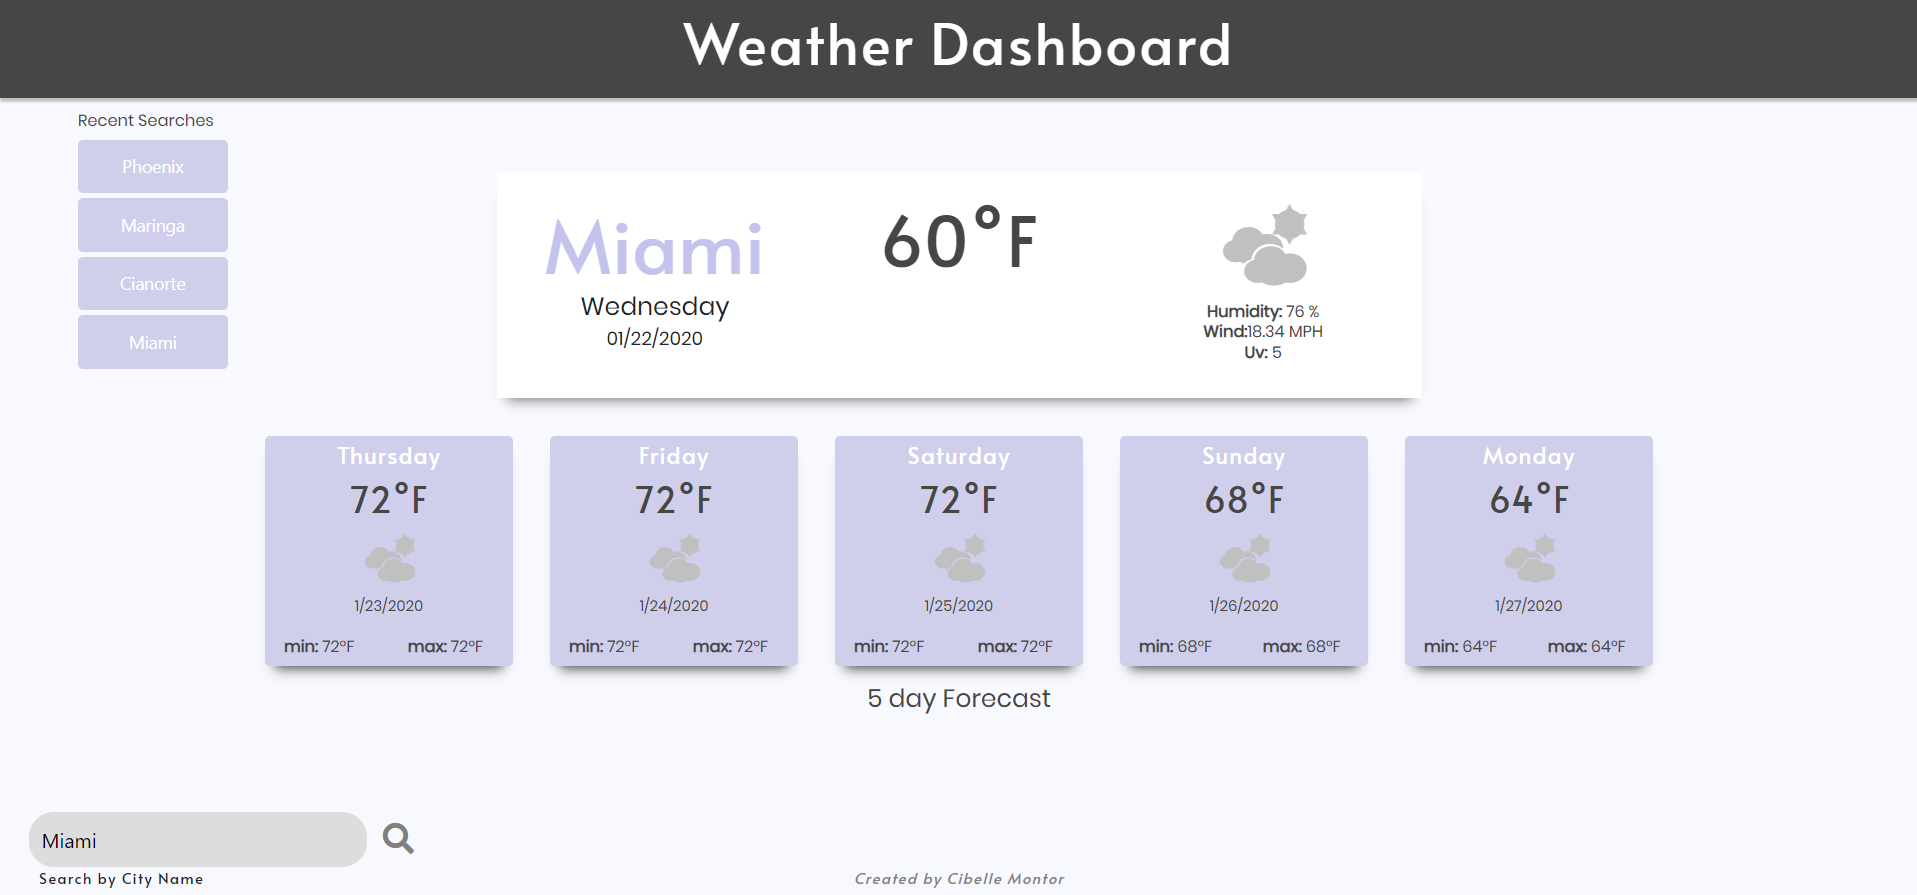 Weather Dashboard
Recent Searches
Phoenix
Maringa
Cianorte
Miami
Miami
Wednesday
01/22/2020
60°F
Humidity: 76 %
Wind:18.34 MPH
Uv: 5
Thursday
72°F
1/23/2020
min: 72°F max: 72°F
Friday
72°F
1/24/2020
min: 72°F max: 72°F
Saturday
72°F
1/25/2020
min: 72°F max: 72°F
Sunday
68°F
1/26/2020
min: 68°F max: 68°F
Monday
64°F
1/27/2020
min: 64°F max: 64°F
5 day Forecast
Miami
Search by City Name
Created by Cibelle Montor